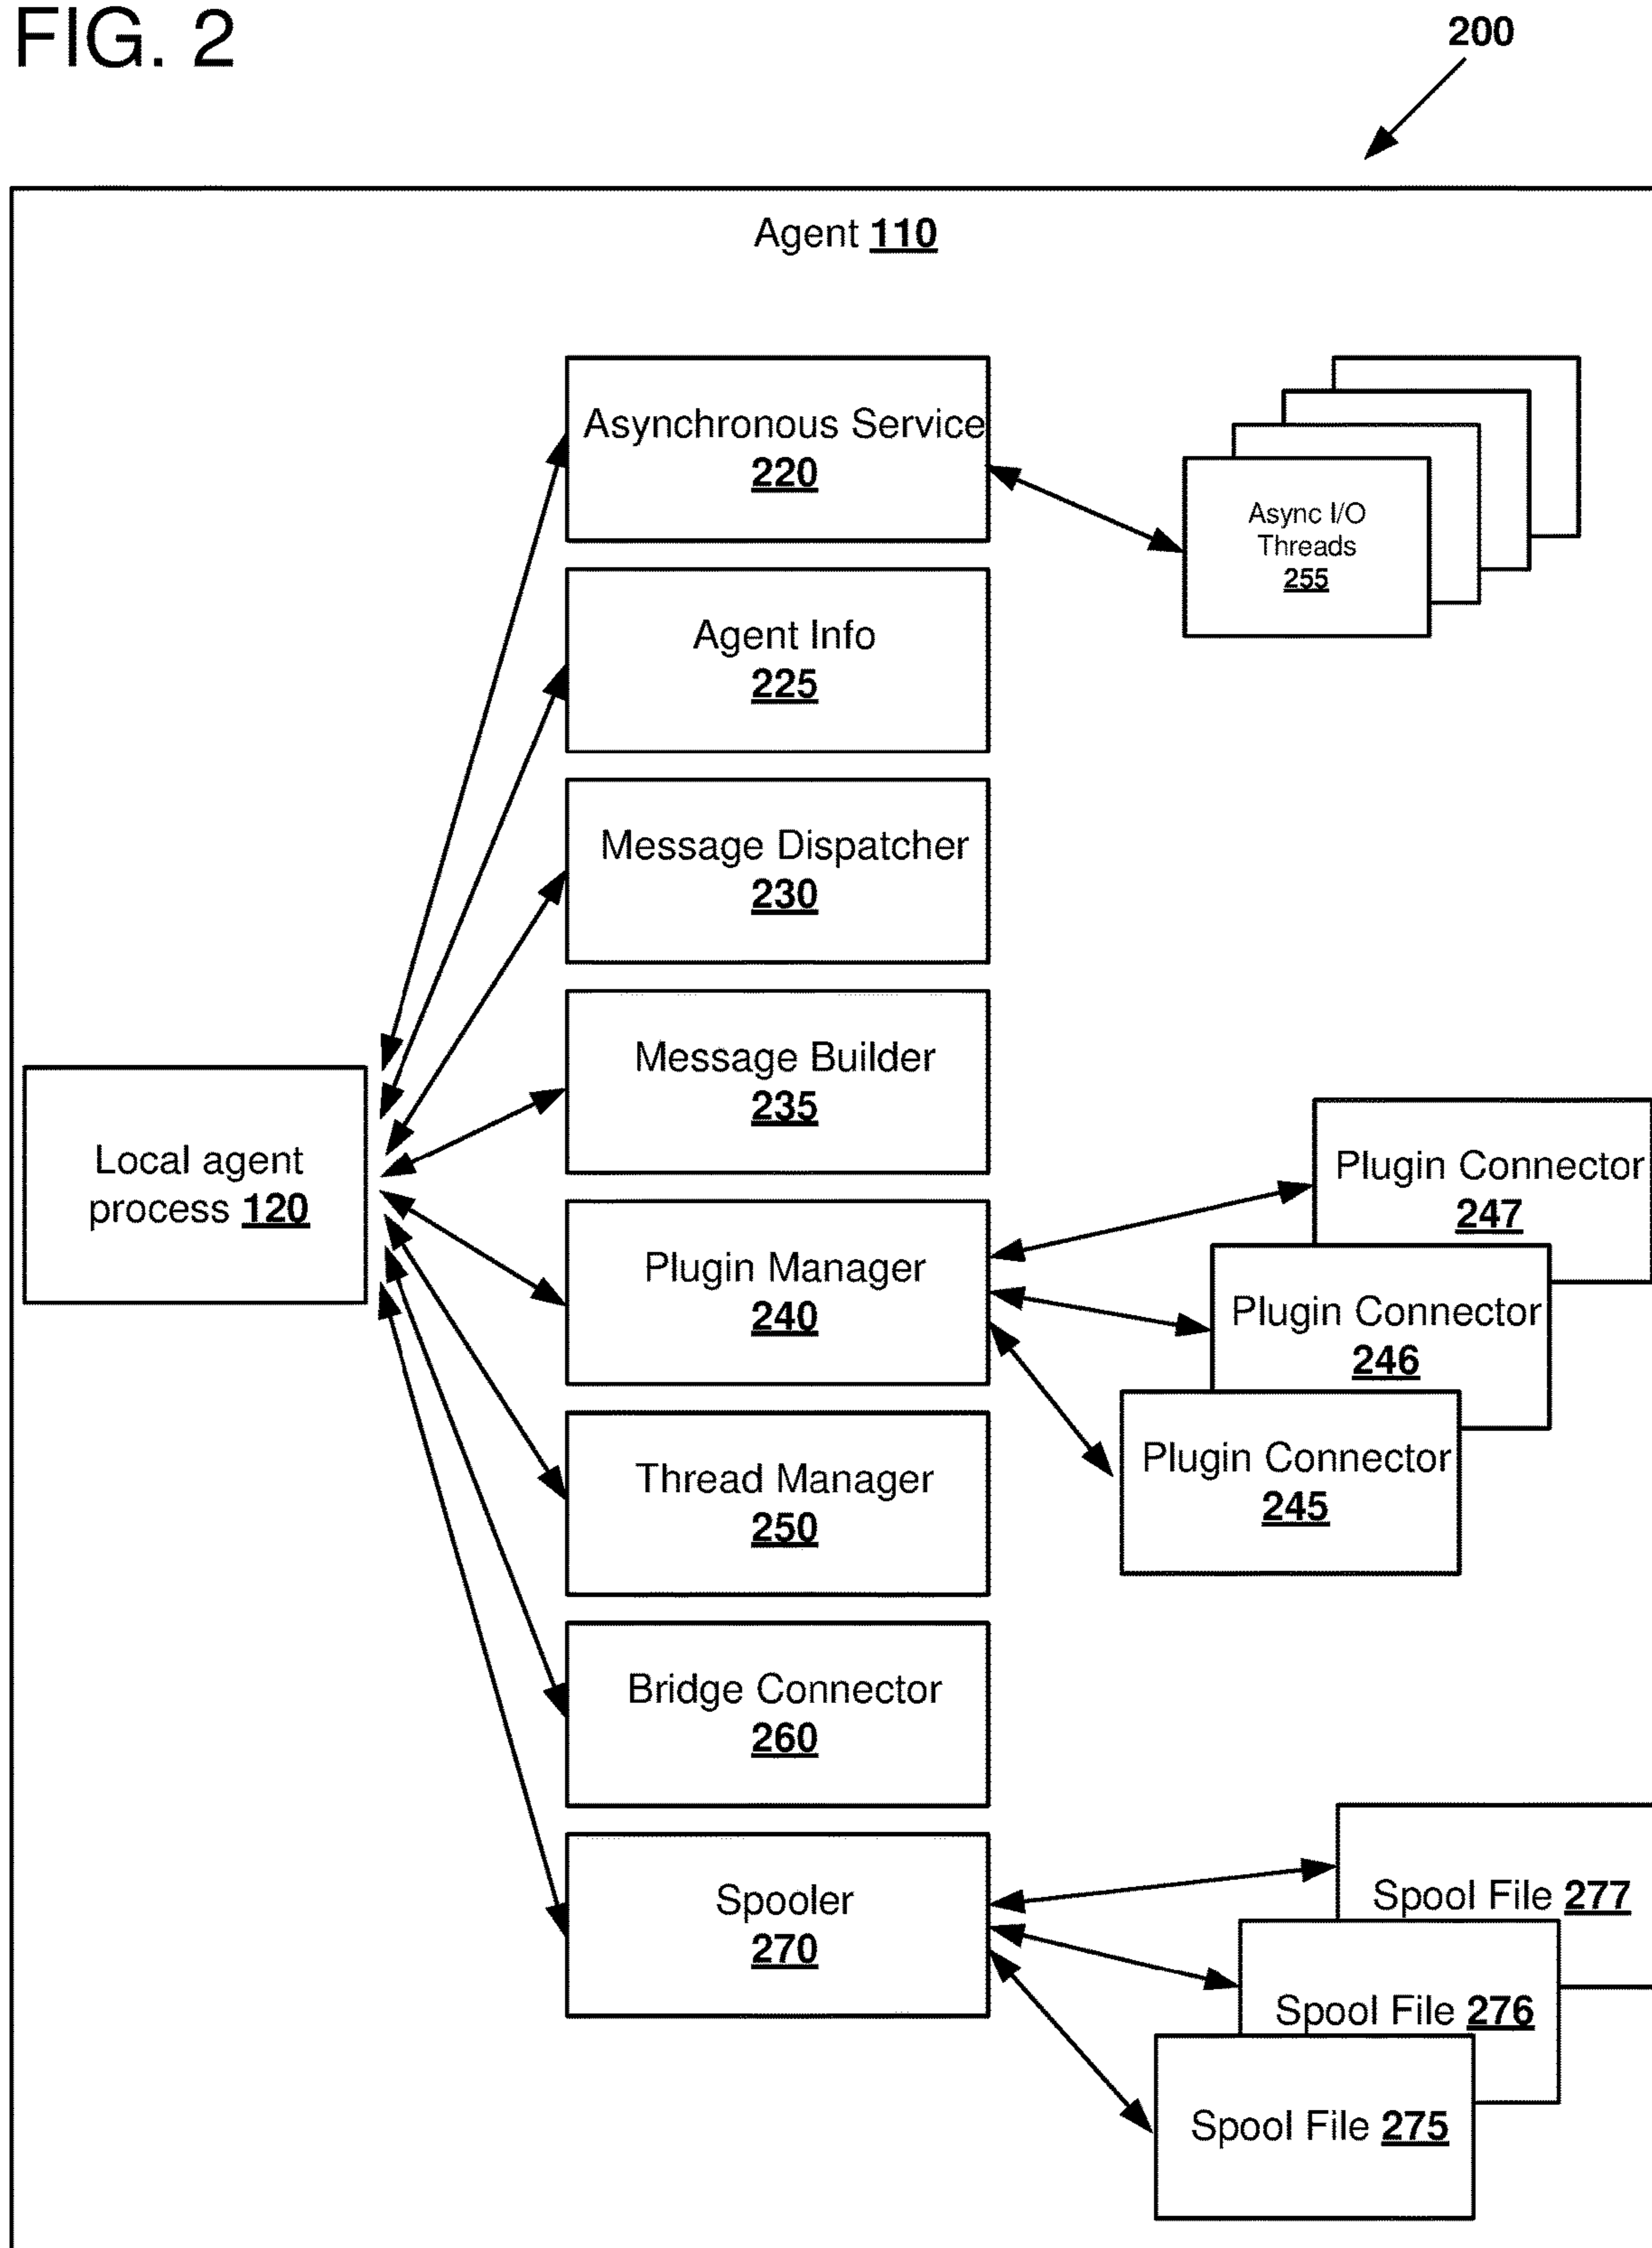 FIG. 2
200
Agent 110
Asynchronous Service
220
Async I/O
Threads
255
Agent Info
225
Message Dispatcher
230
Message Builder
235
Local agent
process 120
Plugin Connector
247
Plugin Manager
240
Plugin Connector
246
Plugin Connector
245
Thread Manager
250
Bridge Connector
260
Spooler
270
Spool File 277
Spool File 276
Spool File 275